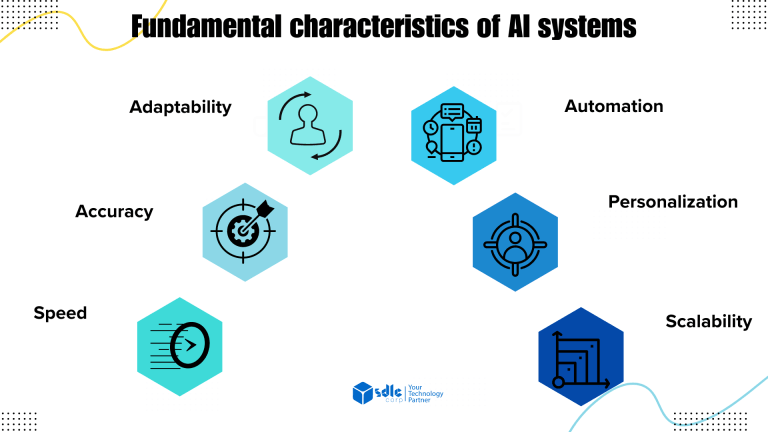 Fundamental characteristics of AI systems
Adaptability
Automation
Accuracy
Personalization
Speed
Scalability
sdlc
corp
Your
Technology
Partner